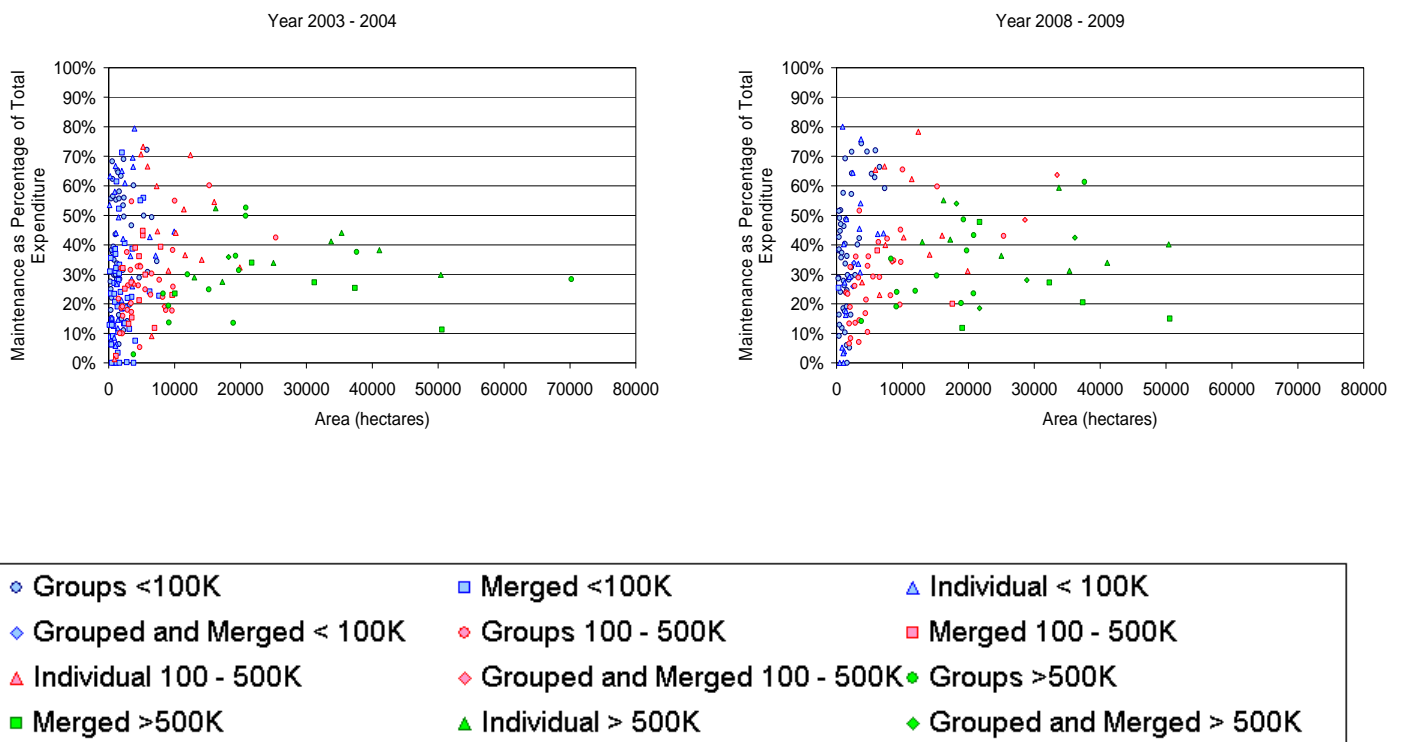 Year 2003 - 2004
Year 2008 - 2009
Maintenance as Percentage of Total
Expenditure
100%
90%
80%
70%
60%
50%
40%
30%
20%
10%
0%
0 10000 20000 30000 40000 50000 60000 70000 80000
Area (hectares)
Maintenance as Percentage of Total
Expenditure
100%
90%
80%
70%
60%
50%
40%
30%
20%
10%
0%
0 10000 20000 30000 40000 50000 60000 70000 80000
Area (hectares)
Groups <100K Merged <100K Individual < 100K
Grouped and Merged < 100K Groups 100 - 500K Merged 100 - 500K
Individual 100 - 500K Grouped and Merged 100 - 500K Groups >500K
Merged >500K Individual > 500K Grouped and Merged > 500K